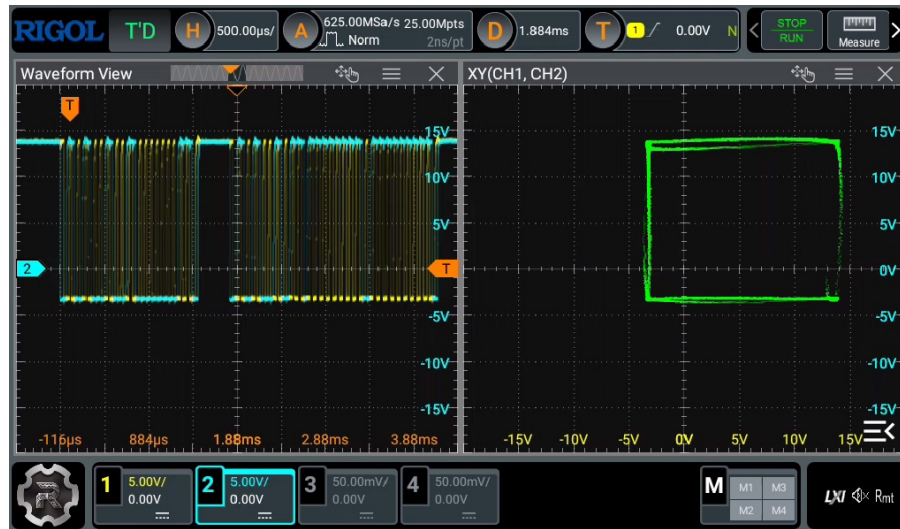 RIGOL T'D H 500.00μs/ A 625.00MSa/s 25.00Mpts D 1.884ms T 1 0.00V N < STOP >
Norm 2ns/pt RUN Measure
Waveform View XY(CH1, CH2)
T
15V 15V
10V 10V
5V 5V
2 T 0V
-5V -5V
-10V -10V
-15V -15V
-116μs 884μs 1.88ms 2.88ms 3.88ms -15V -10V -5V 0V 5V 10V 15V
R 1 5.00V/ 2 5.00V/ 3 50.00mV/ 4 50.00mV/ M M1 M3 LXI Rmt
0.00V 0.00V 0.00V 0.00V M2 M4